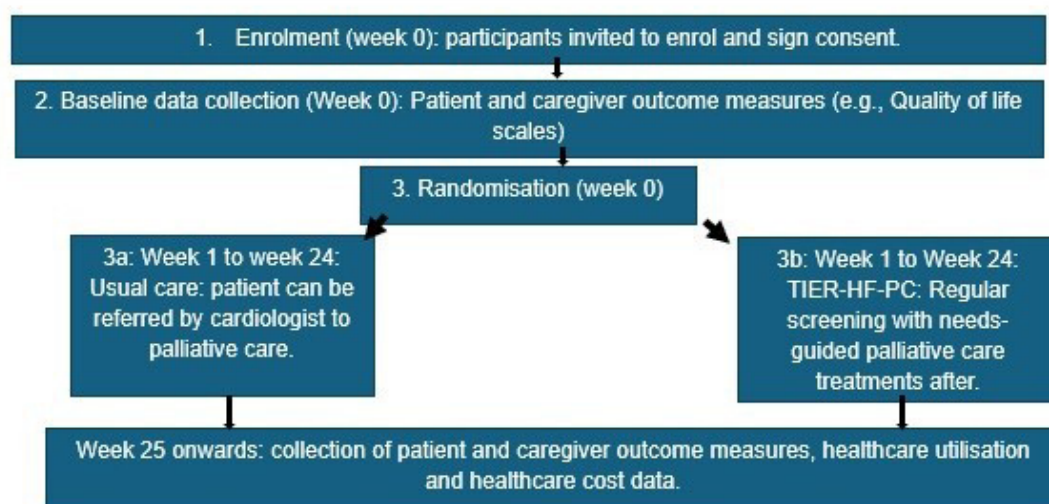 1. Enrolment (week 0): participants invited to enrol and sign consent.
2. Baseline data collection (Week 0): Patient and caregiver outcome measures (e.g., Quality of life
scales)
3. Randomisation (week 0)
3a: Week 1 to week 24:
Usual care: patient can be
referred by cardiologist to
palliative care.
3b: Week 1 to Week 24:
TIER-HF-PC: Regular
screening with needs-
guided palliative care
treatments after.
Week 25 onwards: collection of patient and caregiver outcome measures, healthcare utilisation
and healthcare cost data.